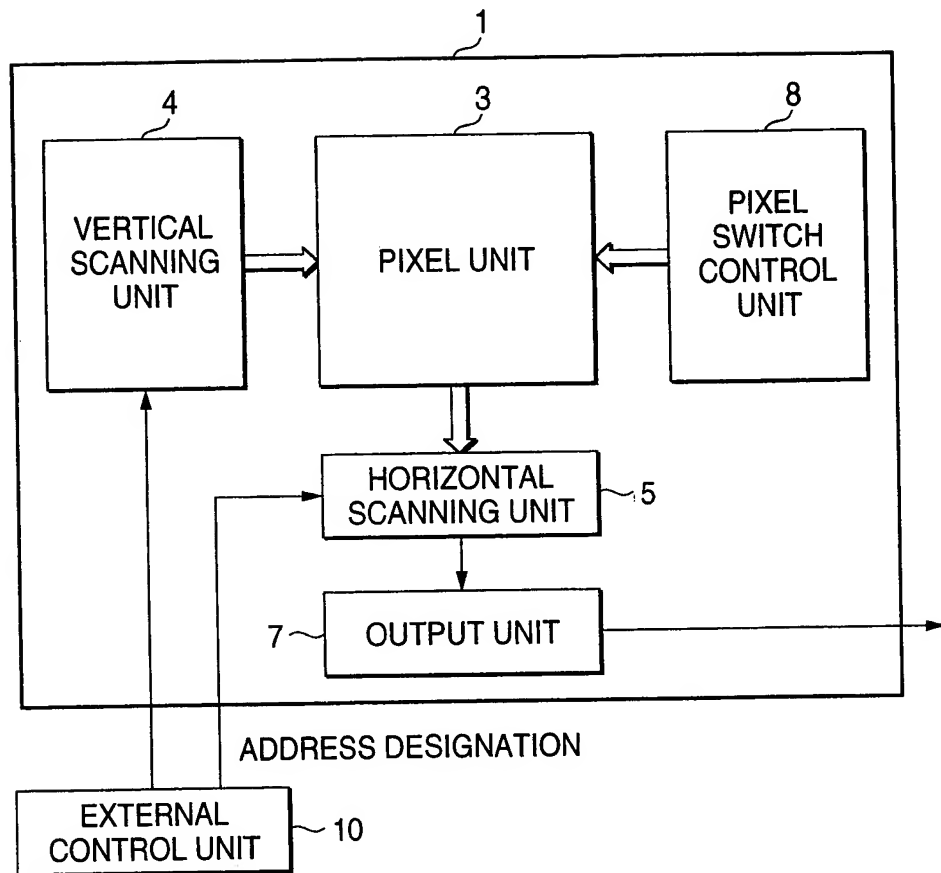 1
4
3
8
VERTICAL
SCANNING
UNIT
PIXEL UNIT
PIXEL
SWITCH
CONTROL
UNIT
HORIZONTAL
SCANNING UNIT
5
7
OUTPUT UNIT
ADDRESS DESIGNATION
EXTERNAL
CONTROL UNIT
10